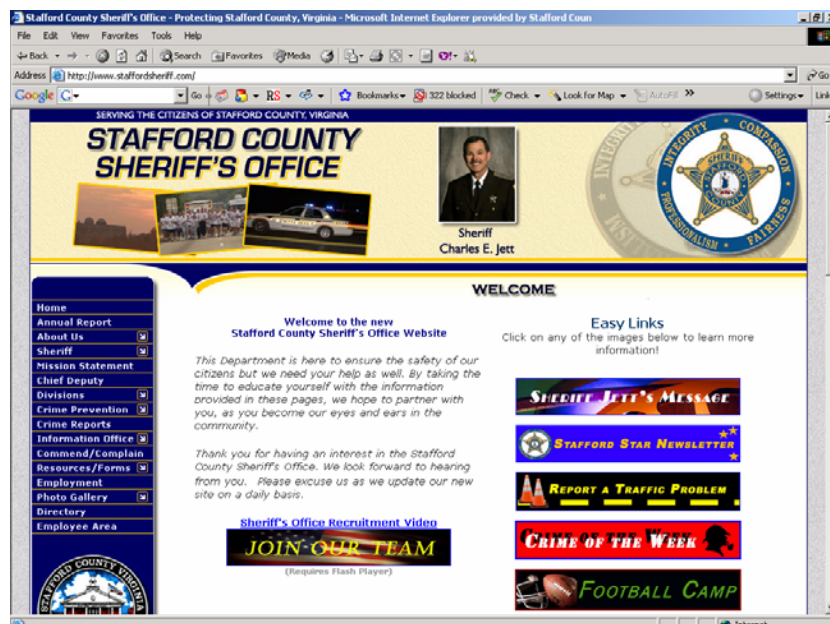 Stafford County Sheriff's Office - Protecting Stafford County, Virginia - Microsoft Internet Explorer provided by Stafford Coun
File Edit View Favorites Tools Help
Back Search Favorites Media
Address http://www.staffordsheriff.com/ Go
Google Go RS Bookmarks 322 blocked Check Look for Map AutoFill Settings Link
SERVING THE CITIZENS OF STAFFORD COUNTY, VIRGINIA
STAFFORD COUNTY
SHERIFF'S OFFICE
Sheriff
Charles E. Jett
INTEGRITY COMPASSION
PROFESSIONALISM FAIRNESS
SHERIFF
STAFFORD
COUNTY
WELCOME
Home
Annual Report
About Us
Sheriff
Mission Statement
Chief Deputy
Divisions
Crime Prevention
Crime Reports
Information Office
Commend/Complain
Resources/Forms
Employment
Photo Gallery
Directory
Employee Area
STAFFORD COUNTY VIRGINIA
Welcome to the new
Stafford County Sheriff's Office Website
This Department is here to ensure the safety of our
citizens but we need your help as well. By taking the
time to educate yourself with the information
provided in these pages, we hope to partner with
you, as you become our eyes and ears in the
community.
Thank you for having an interest in the Stafford
County Sheriff's Office. We look forward to hearing
from you. Please excuse us as we update our new
site on a daily basis.
Sheriff's Office Recruitment Video
JOIN OUR TEAM
(Requires Flash Player)
Easy Links
Click on any of the images below to learn more
information!
SHERIFF JETT'S MESSAGE
STAFFORD STAR NEWSLETTER
REPORT A TRAFFIC PROBLEM
CRIME OF THE WEEK
FOOTBALL CAMP
Internet